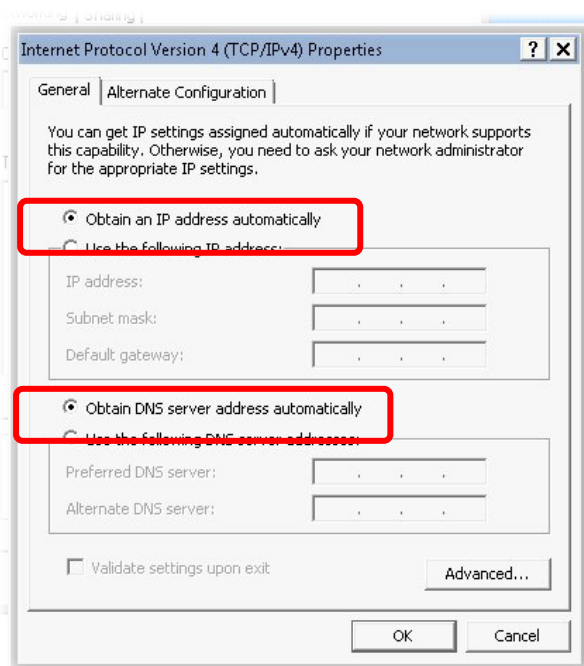 Sharing
Internet Protocol Version 4 (TCP/IPv4) Properties
General
Alternate Configuration
You can get IP settings assigned automatically if your network supports
this capability. Otherwise, you need to ask your network administrator
for the appropriate IP settings.
Obtain an IP address automatically
Use the following IP address:
IP address:
Subnet mask:
Default gateway:
Obtain DNS server address automatically
Use the following DNS server addresses:
Preferred DNS server:
Alternate DNS server:
Validate settings upon exit
Advanced...
OK
Cancel